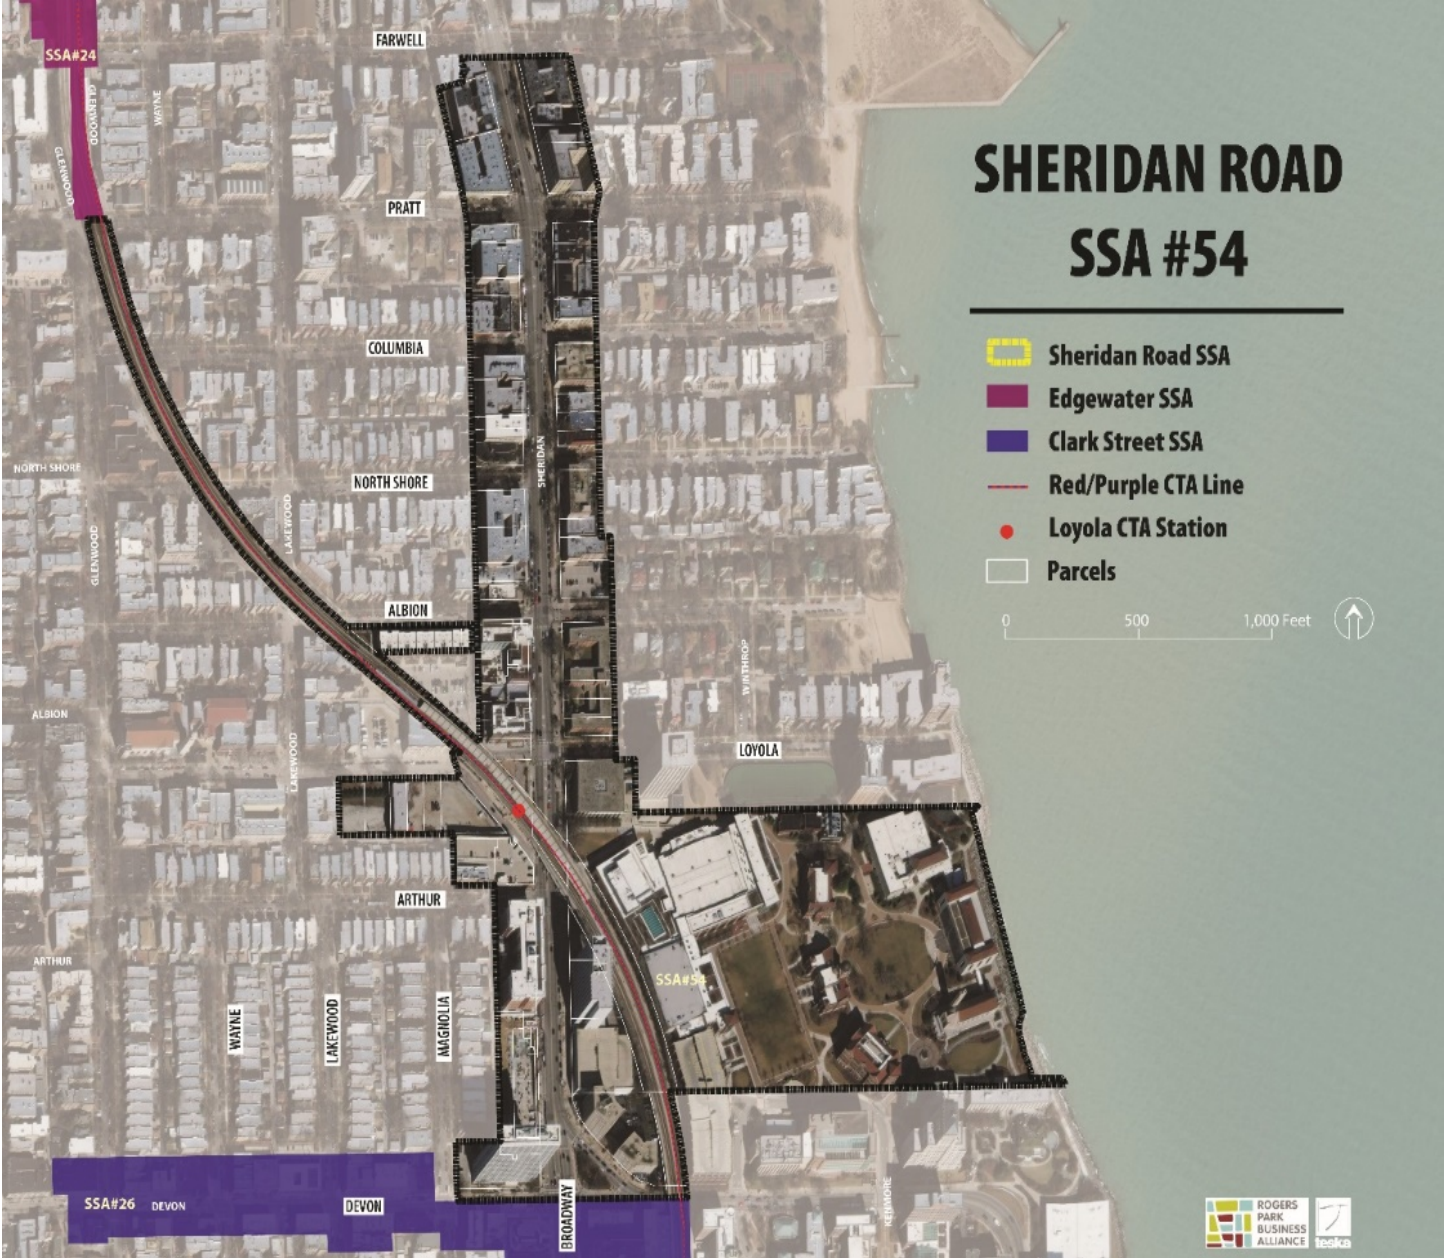 SSA#24
FARWELL
GLENWOOD
WAYNE
GLENWOOD
PRATT
COLUMBIA
NORTH SHORE
NORTH SHORE
SHERIDAN
LAKEWOOD
GLENWOOD
ALBION
WINTHROP
ALBION
LOYOLA
LAKEWOOD
ARTHUR
ARTHUR
SSA#54
WAYNE
LAKEWOOD
MAGNOLIA
SSA#26
DEVON
DEVON
BROADWAY
KENMORE
SHERIDAN ROAD
SSA #54
Sheridan Road SSA
Edgewater SSA
Clark Street SSA
Red/Purple CTA Line
Loyola CTA Station
Parcels
0 500 1,000 Feet
ROGERS
PARK
BUSINESS
ALLIANCE
teska